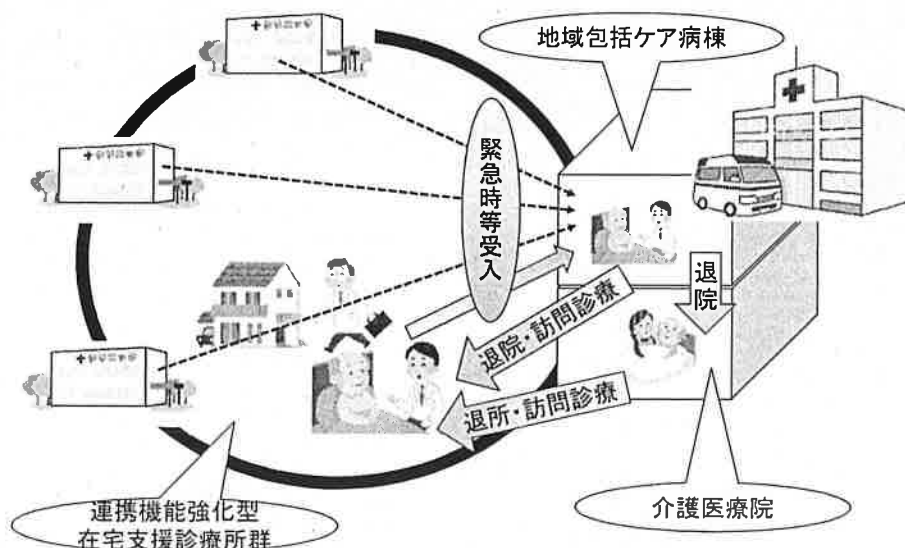 地域包括ケア病棟
緊急時等受入
退院
退院・訪問診療
退所・訪問診療
連携機能強化型
在宅支援診療所群
介護医療院